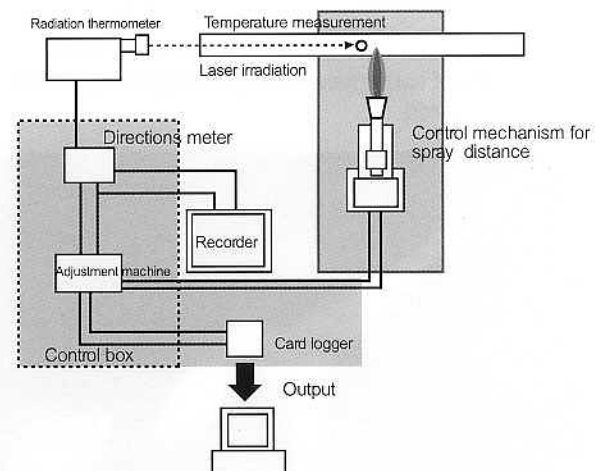 Radiation thermometer
Temperature measurement
Laser irradiation
Directions meter
Control mechanism for
spray distance
Recorder
Adjustment machine
Card logger
Control box
Output